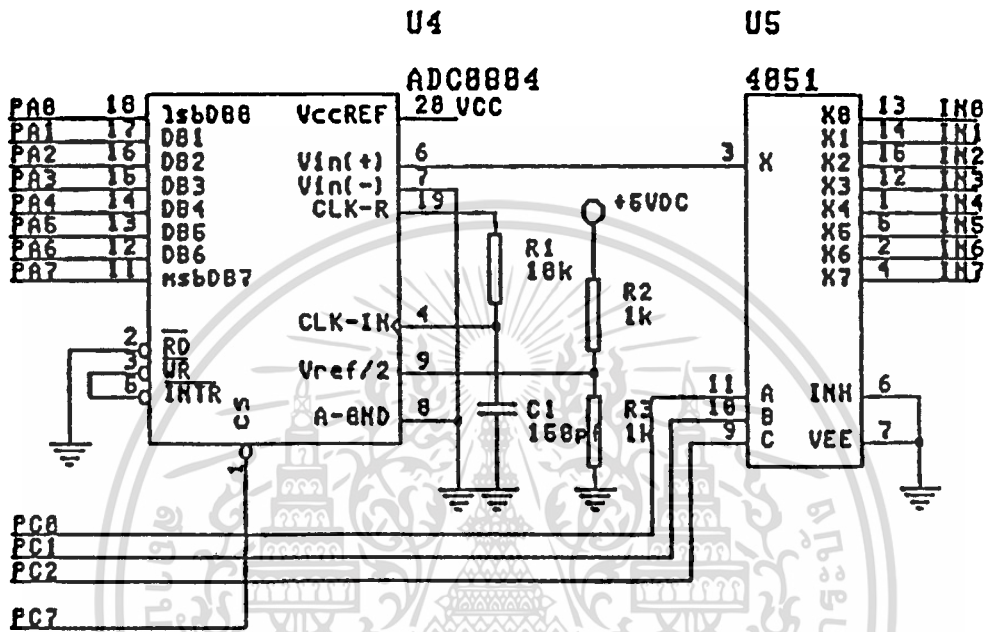 U4
U5
ADC0804
4051
PA0 18 lsbDB0 VccREF 20 VCC X0 13 IN0
PA1 17 DB1 X1 14 IN1
PA2 16 DB2 Vin(+) 6 3 X X2 15 IN2
PA3 15 DB3 Vin(-) 7 X3 12 IN3
PA4 14 DB4 CLK-R 19 +5VDC X4 1 IN4
PA5 13 DB5 X5 5 IN5
PA6 12 DB6 X6 2 IN6
PA7 11 msbDB7 X7 4 IN7
R1
10k
R2
1k
CLK-IN 4
2 RD
3 WR
5 INTR
Vref/2 9
CS
1
A-GND 8
C1
150pf
R3
1k
11 A INH 6
10 B
9 C VEE 7
PC0
PC1
PC2
PC7